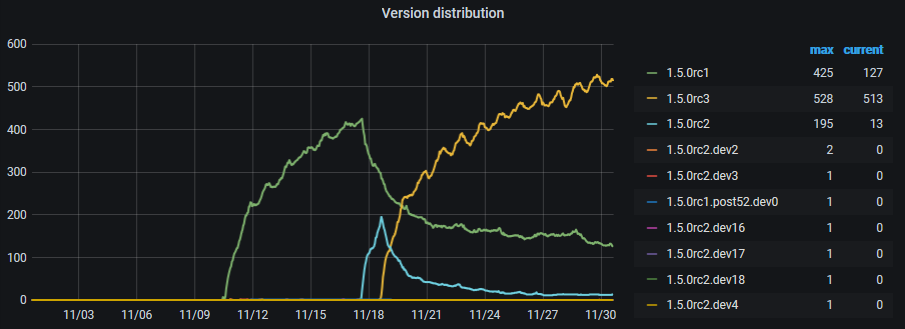 Version distribution
max current
600
500
400
300
200
100
0
11/03 11/06 11/09 11/12 11/15 11/18 11/21 11/24 11/27 11/30
1.5.0rc1 425 127
1.5.0rc3 528 513
1.5.0rc2 195 13
1.5.0rc2.dev2 2 0
1.5.0rc2.dev3 1 0
1.5.0rc1.post52.dev0 1 0
1.5.0rc2.dev16 1 0
1.5.0rc2.dev17 1 0
1.5.0rc2.dev18 1 0
1.5.0rc2.dev4 1 0